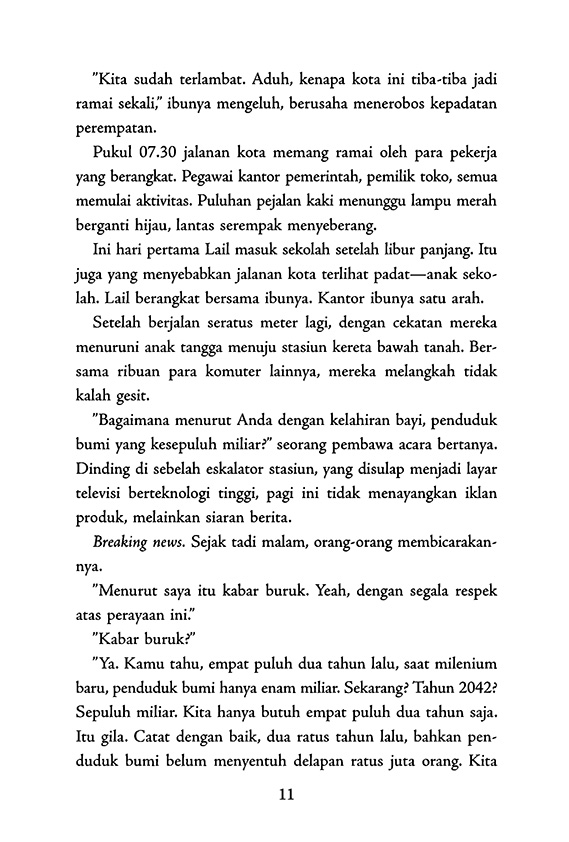 ”Kita sudah terlambat. Aduh, kenapa kota ini tiba-tiba jadi
ramai sekali,” ibunya mengeluh, berusaha menerobos kepadatan
perempatan.
Pukul 07.30 jalanan kota memang ramai oleh para pekerja
yang berangkat. Pegawai kantor pemerintah, pemilik toko, semua
memulai aktivitas. Puluhan pejalan kaki menunggu lampu merah
berganti hijau, lantas serempak menyeberang.
Ini hari pertama Lail masuk sekolah setelah libur panjang. Itu
juga yang menyebabkan jalanan kota terlihat padat—anak seko-
lah. Lail berangkat bersama ibunya. Kantor ibunya satu arah.
Setelah berjalan seratus meter lagi, dengan cekatan mereka
menuruni anak tangga menuju stasiun kereta bawah tanah. Ber-
sama ribuan para komuter lainnya, mereka melangkah tidak
kalah gesit.
”Bagaimana menurut Anda dengan kelahiran bayi, penduduk
bumi yang kesepuluh miliar?” seorang pembawa acara bertanya.
Dinding di sebelah eskalator stasiun, yang disulap menjadi layar
televisi berteknologi tinggi, pagi ini tidak menayangkan iklan
produk, melainkan siaran berita.
Breaking news. Sejak tadi malam, orang-orang membicarakan-
nya.
”Menurut saya itu kabar buruk. Yeah, dengan segala respek
atas perayaan ini.”
”Kabar buruk?”
”Ya. Kamu tahu, empat puluh dua tahun lalu, saat milenium
baru, penduduk bumi hanya enam miliar. Sekarang? Tahun 2042?
Sepuluh miliar. Kita hanya butuh empat puluh dua tahun saja.
Itu gila. Catat dengan baik, dua ratus tahun lalu, bahkan pen-
duduk bumi belum menyentuh delapan ratus juta orang. Kita
11